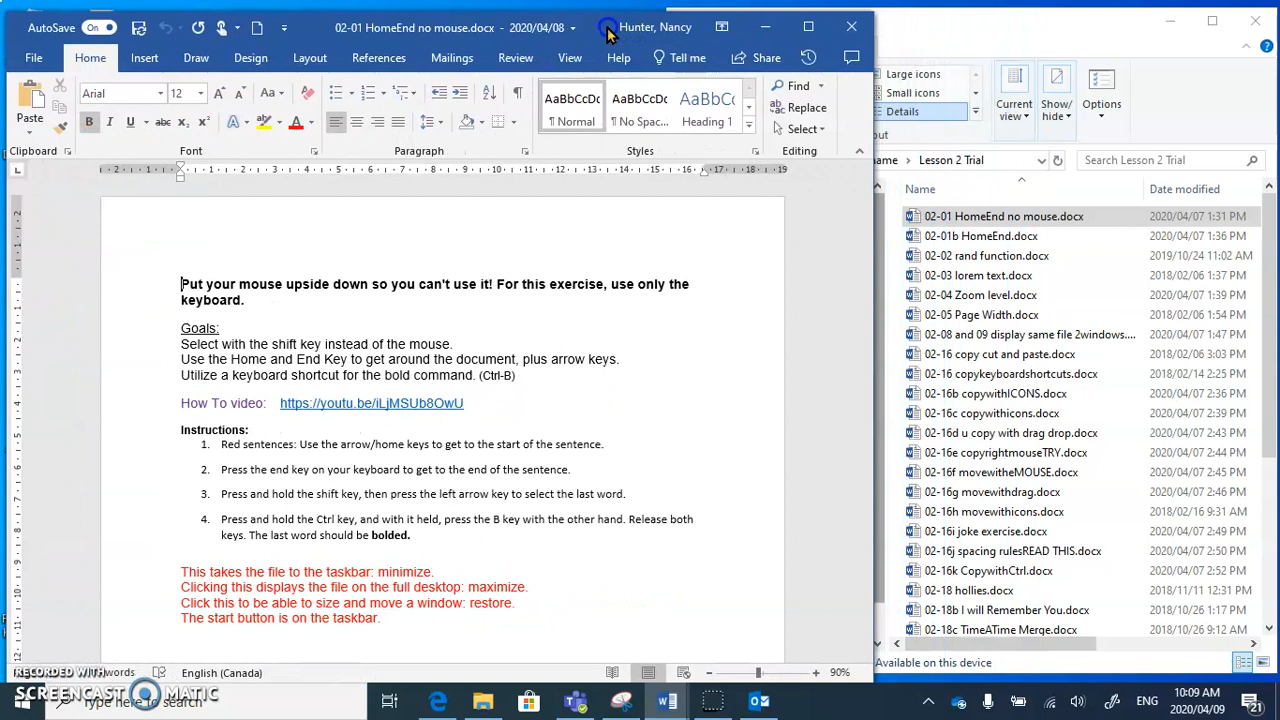 AutoSave On 02-01 HomeEnd no mouse.docx - 2020/04/08 Hunter, Nancy
File Home Insert Draw Design Layout References Mailings Review View Help Tell me Share
Large icons
Small icons
Details
Current view
Show/hide
Options
Paste
Arial 12 Aa
B I U
AaBbCcDc AaBbCcDc AaBbCc
¶ Normal ¶ No Spac... Heading 1
Find
Replace
Select
Clipboard Font Paragraph Styles Editing
Lesson 2 Trial Search Lesson 2 Trial
Name Date modified
02-01 HomeEnd no mouse.docx 2020/04/07 1:31 PM
02-01b HomeEnd.docx 2020/04/07 1:36 PM
02-02 rand function.docx 2019/10/24 11:02 AM
02-03 lorem text.docx 2018/02/15 2:35 PM
02-04 Zoom level.docx 2018/02/15 2:35 PM
02-05 Page Width.docx 2018/02/15 2:35 PM
02-08 and 09 display same file 2windows.... 2020/04/07 1:47 PM
02-16 copy cut and paste.docx 2018/02/06 3:03 PM
02-16 copykeyboardshortcuts.docx 2018/02/14 2:25 PM
02-16b copywithICONS.docx 2020/04/07 2:43 PM
02-16c copywithicons.docx 2020/04/07 2:43 PM
02-16d u copy with drag drop.docx 2020/04/07 2:43 PM
02-16e copyrightmouseTRY.docx 2020/04/07 2:44 PM
02-16f movewitheMOUSE.docx 2020/04/07 2:44 PM
02-16g movewithdrag.docx 2020/04/07 2:44 PM
02-16h movewithicons.docx 2018/02/16 9:31 AM
02-16i joke exercise.docx 2020/04/07 2:44 PM
02-16j spacing rulesREAD THIS.docx 2020/04/07 2:44 PM
02-16k CopywithCtrl.docx 2020/04/07 2:44 PM
02-18 hollies.docx 2018/11/11 12:31 PM
02-18b I will Remember You.docx 2018/10/26 1:17 PM
02-18c TimeATime Merge.docx 2018/10/26 9:12 AM
Available on this device
Put your mouse upside down so you can't use it! For this exercise, use only the
keyboard.
Goals:
Select with the shift key instead of the mouse.
Use the Home and End Key to get around the document, plus arrow keys.
Utilize a keyboard shortcut for the bold command. (Ctrl-B)
How To video: https://youtu.be/iLjMSUb8OwU
Instructions:
1. Red sentences: Use the arrow/home keys to get to the start of the sentence.
2. Press the end key on your keyboard to get to the end of the sentence.
3. Press and hold the shift key, then press the left arrow key to select the last word.
4. Press and hold the Ctrl key, and with it held, press the B key with the other hand. Release both
keys. The last word should be bolded.
This takes the file to the taskbar: minimize.
Clicking this displays the file on the full desktop: maximize.
Click this to be able to size and move a window: restore.
The start button is on the taskbar.
English (Canada) 90%
RECORDED WITH
SCREENCAST MATIC
here to search
ENG 10:09 AM
2020/04/09 21